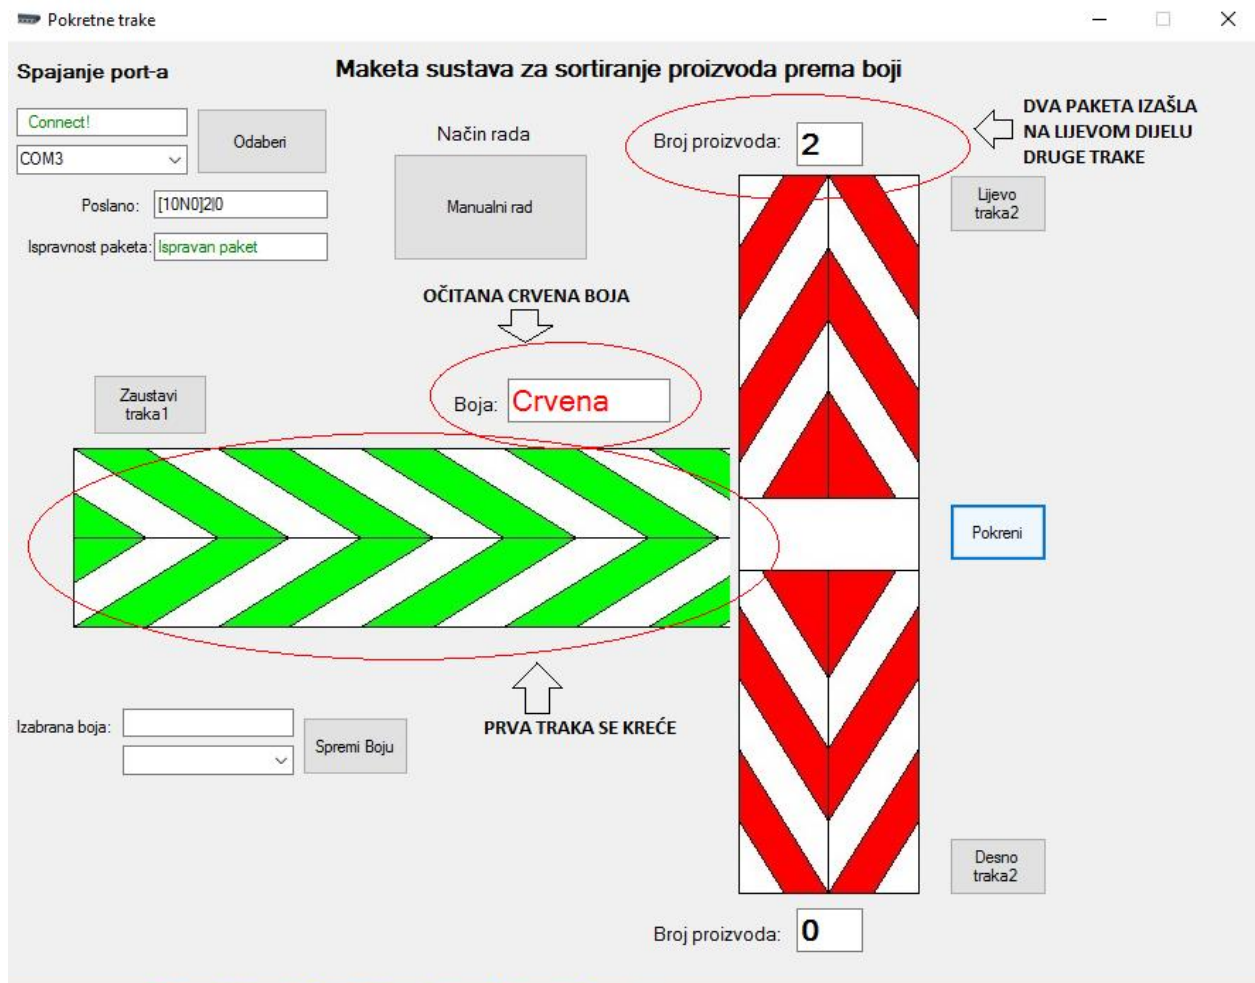 Pokretne trake
Spajanje port-a
Maketa sustava za sortiranje proizvoda prema boji
Connect!
Odaberi
COM3
Način rada
Manualni rad
Broj proizvoda: 2
DVA PAKETA IZAŠLA
NA LIJEVOM DIJELU
DRUGE TRAKE
Poslano: [10N0]2|0
Ispravnost paketa: Ispravan paket
Lijevo
traka2
OČITANA CRVENA BOJA
Zaustavi
traka1
Boja: Crvena
Pokreni
PRVA TRAKA SE KREĆE
Izabrana boja:
Spremi Boju
Desno
traka2
Broj proizvoda: 0